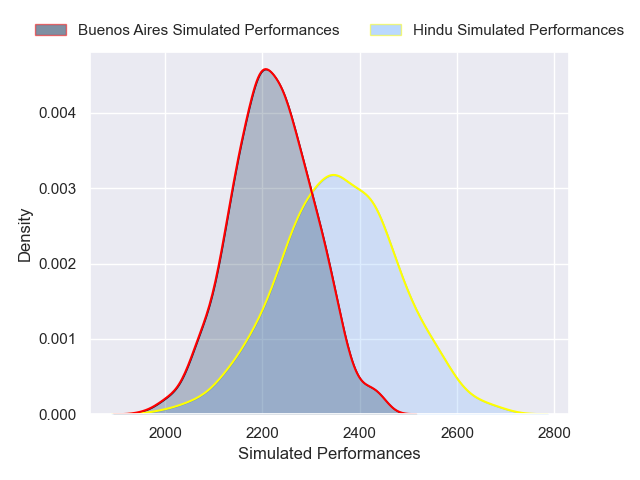 Buenos Aires Simulated Performances Hindu Simulated Performances
0.004
0.003
0.002
0.001
0.000
Density
2000 2200 2400 2600 2800
Simulated Performances